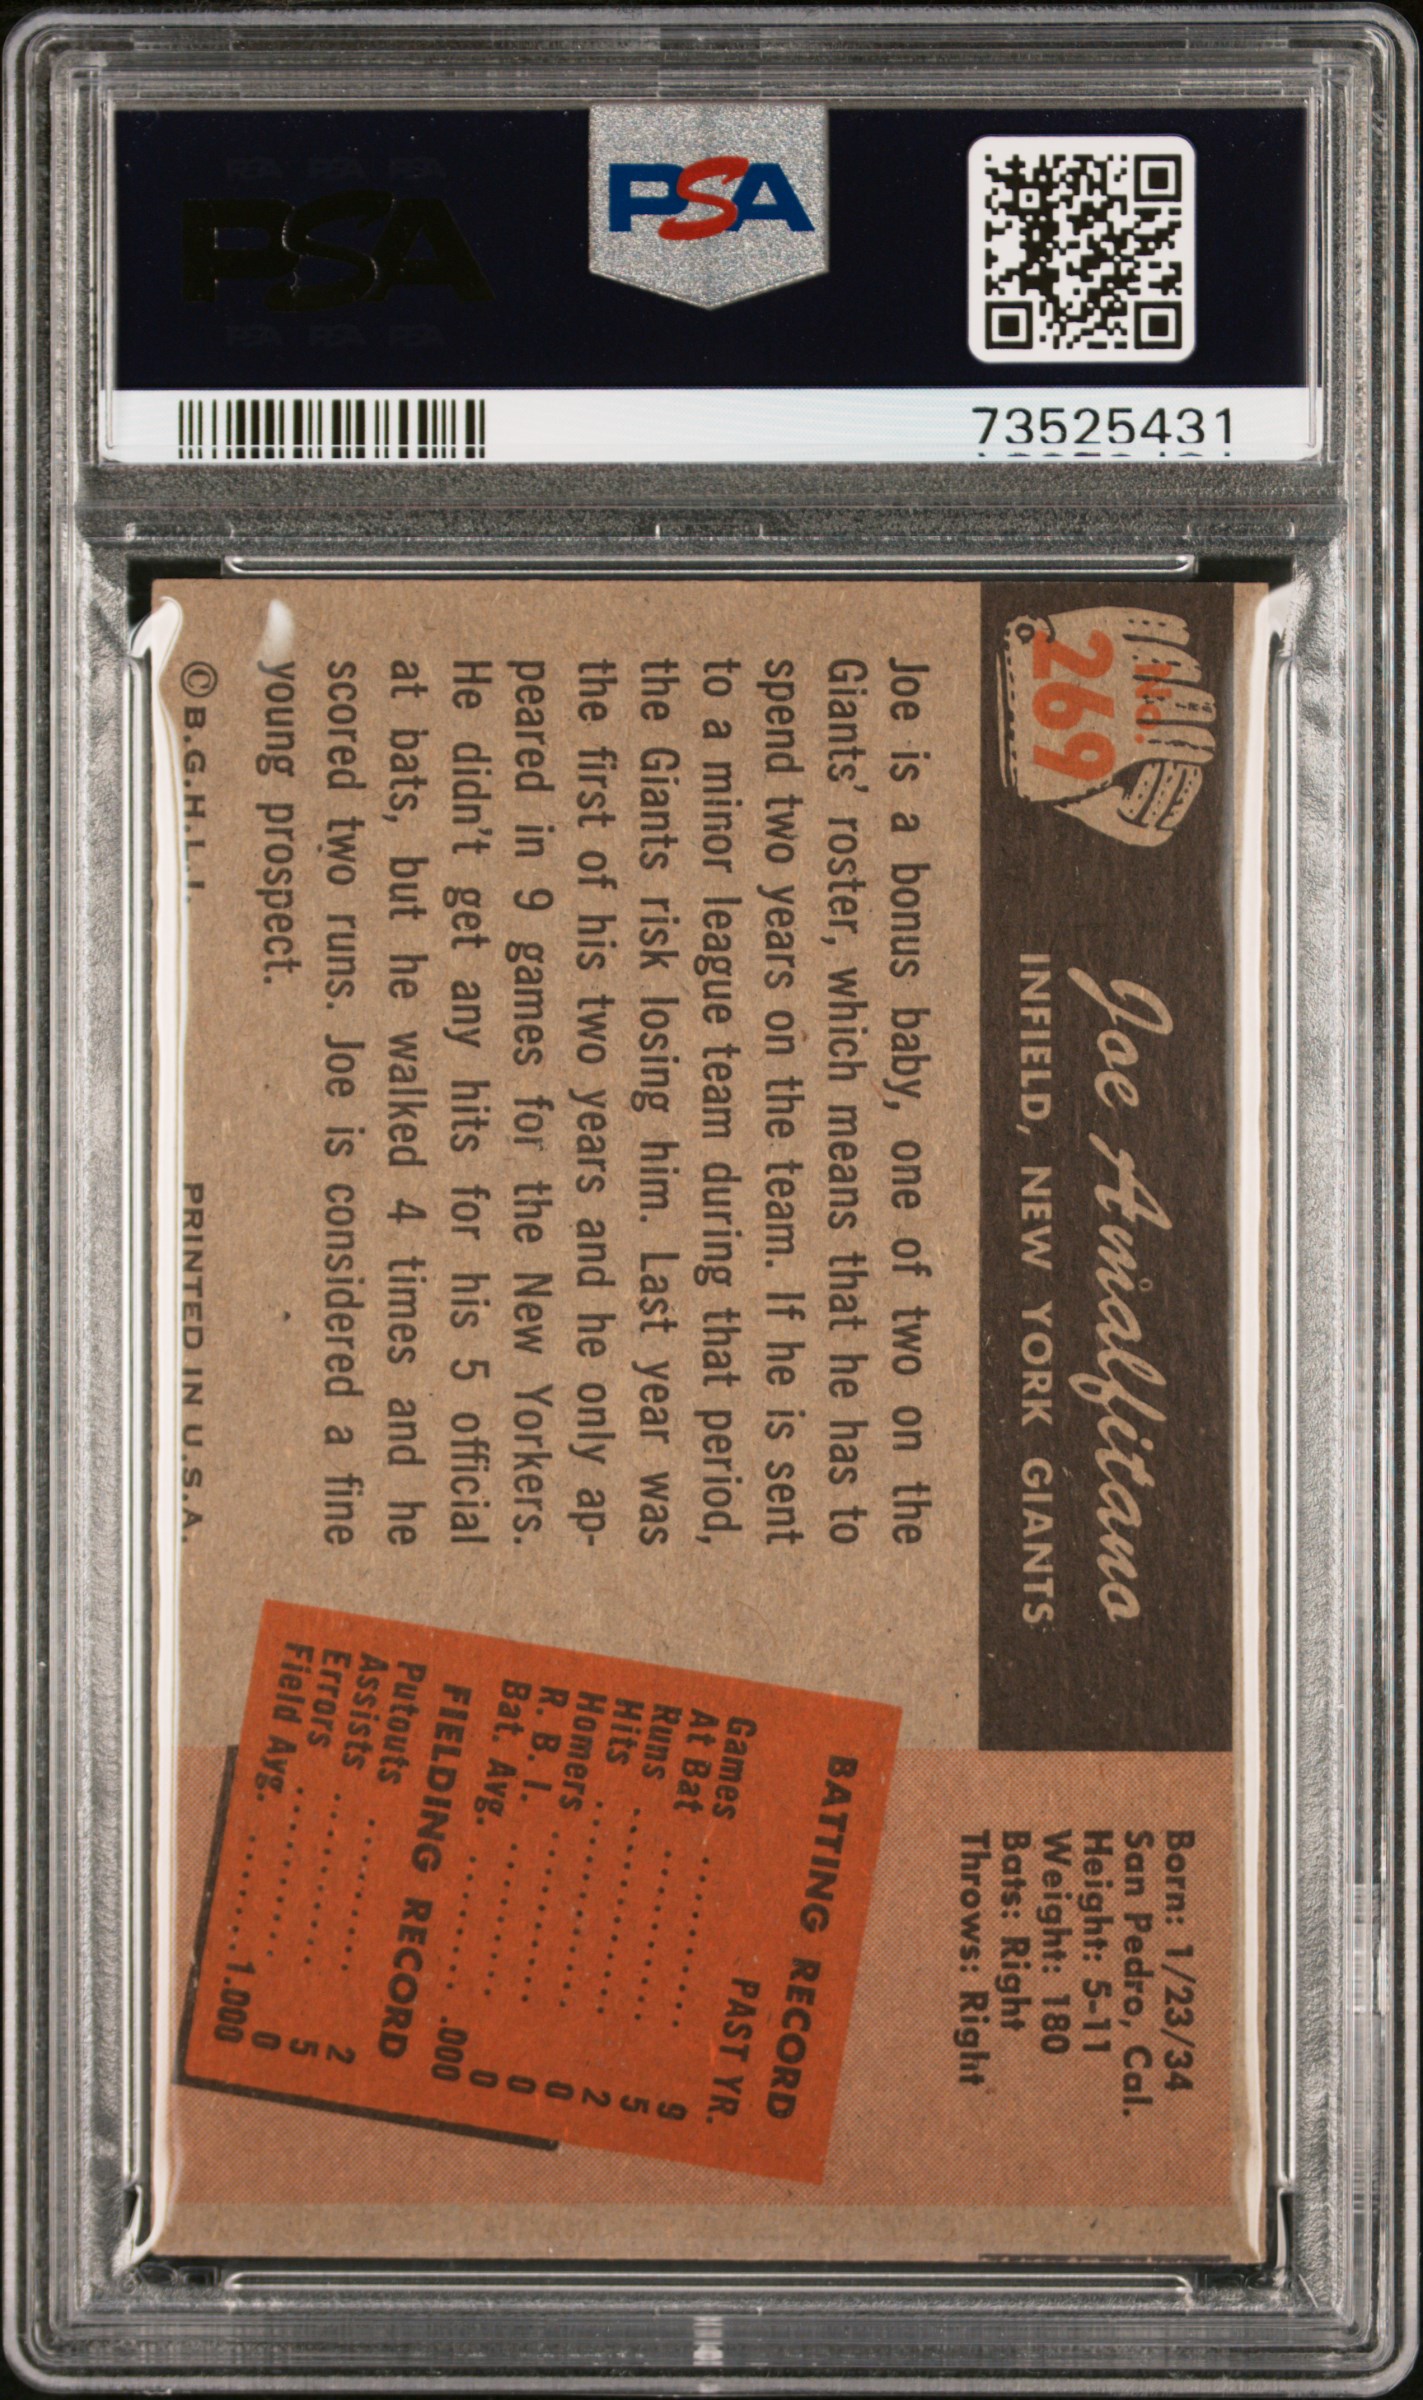 PSA PSA PSA
PSA
PSA PSA PSA
PSA
73525431
No.
269
Joe Amalfitano
INFIELD, NEW YORK GIANTS
Born: 1/23/34
San Pedro, Cal.
Height: 5-11
Weight: 180
Bats: Right
Throws: Right
Joe is a bonus baby, one of two on the
Giants' roster, which means that he has to
spend two years on the team. If he is sent
to a minor league team during that period,
the Giants risk losing him. Last year was
the first of his two years and he only ap-
peared in 9 games for the New Yorkers.
He didn't get any hits for his 5 official
at bats, but he walked 4 times and he
scored two runs. Joe is considered a fine
young prospect.
BATTING RECORD
PAST YR.
Games ........... 9
At Bat ........... 5
Runs ........... 2
Hits ........... 0
Homers ........... 0
R. B. I. ........... 0
Bat. Avg. ........... .000
FIELDING RECORD
Putouts ........... 2
Assists ........... 5
Errors ........... 0
Field Avg. ........... 1.000
© B.G.H.L.I.
PRINTED IN U.S.A.